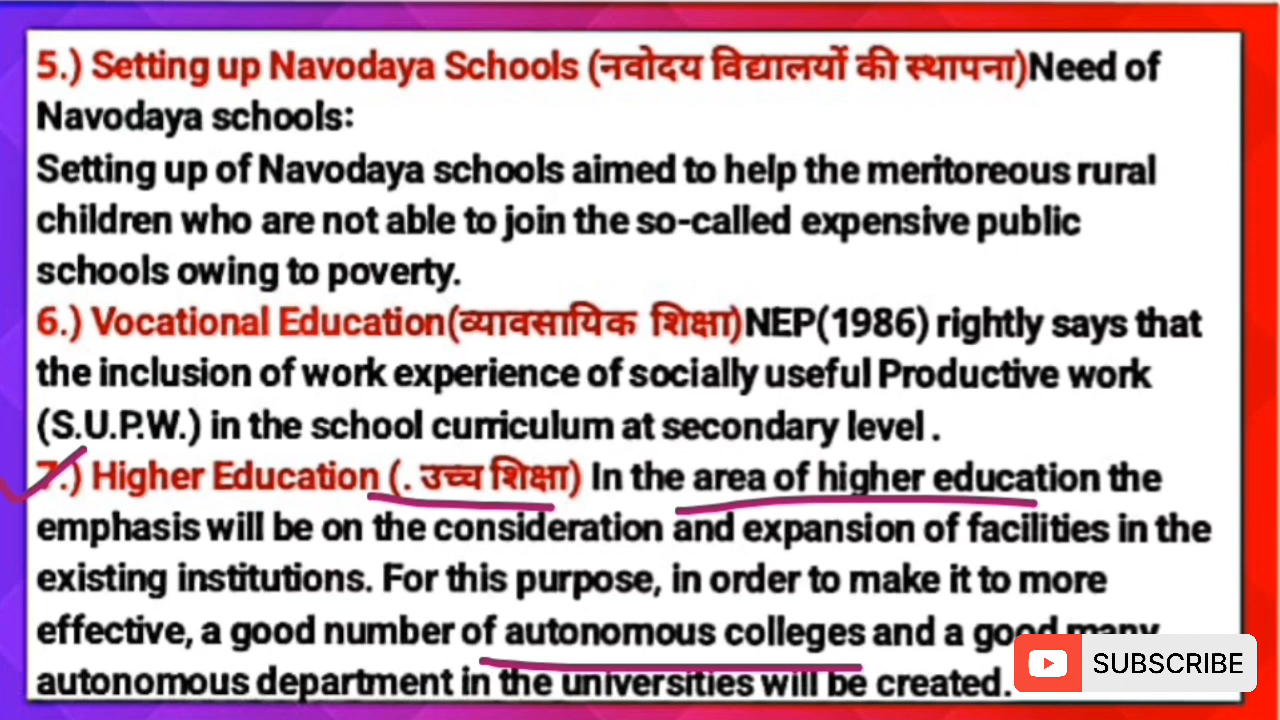 5.) Setting up Navodaya Schools (नवोदय विद्यालयों की स्थापना)Need of
Navodaya schools:
Setting up of Navodaya schools aimed to help the meritoreous rural
children who are not able to join the so-called expensive public
schools owing to poverty.
6.) Vocational Education(व्यावसायिक शिक्षा)NEP(1986) rightly says that
the inclusion of work experience of socially useful Productive work
(S.U.P.W.) in the school curriculum at secondary level .
7.) Higher Education (. उच्च शिक्षा) In the area of higher education the
emphasis will be on the consideration and expansion of facilities in the
existing institutions. For this purpose, in order to make it to more
effective, a good number of autonomous colleges and a good many
autonomous department in the universities will be created.
SUBSCRIBE